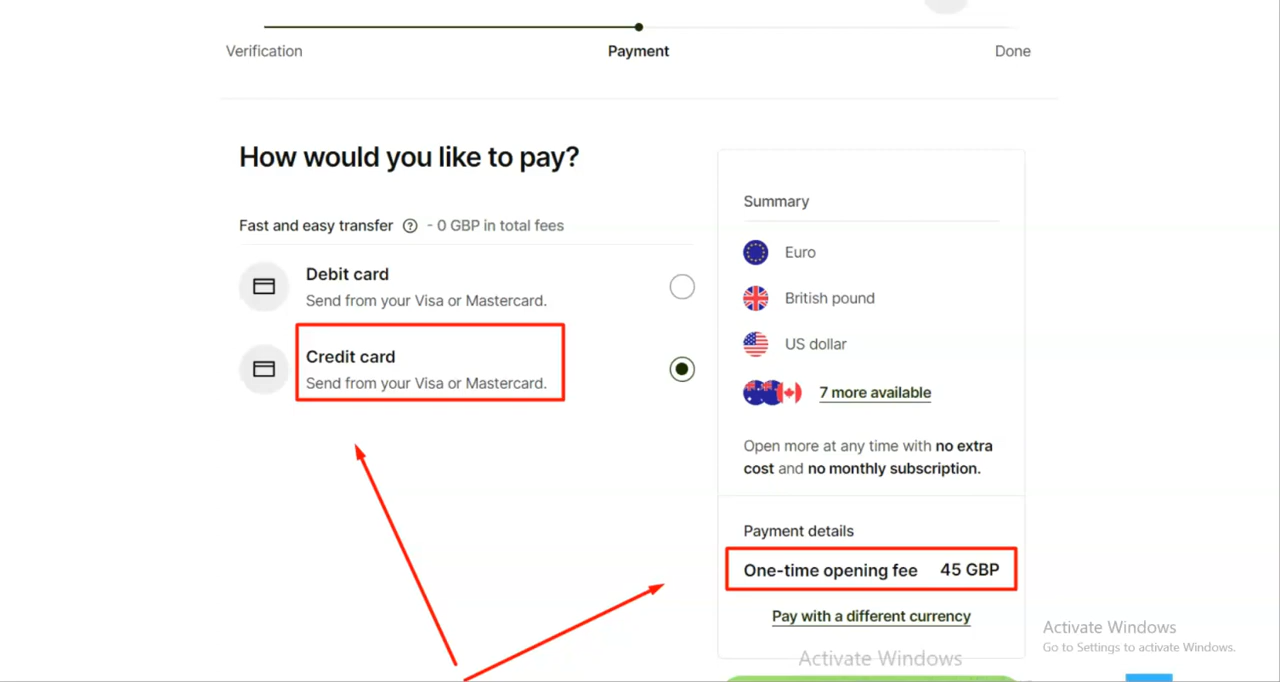 Verification
Payment
Done
How would you like to pay?
Fast and easy transfer ? - 0 GBP in total fees
Debit card
Send from your Visa or Mastercard.
Credit card
Send from your Visa or Mastercard.
Summary
Euro
British pound
US dollar
7 more available
Open more at any time with no extra
cost and no monthly subscription.
Payment details
One-time opening fee 45 GBP
Pay with a different currency
Activate Windows
Activate Windows
Go to Settings to activate Windows.